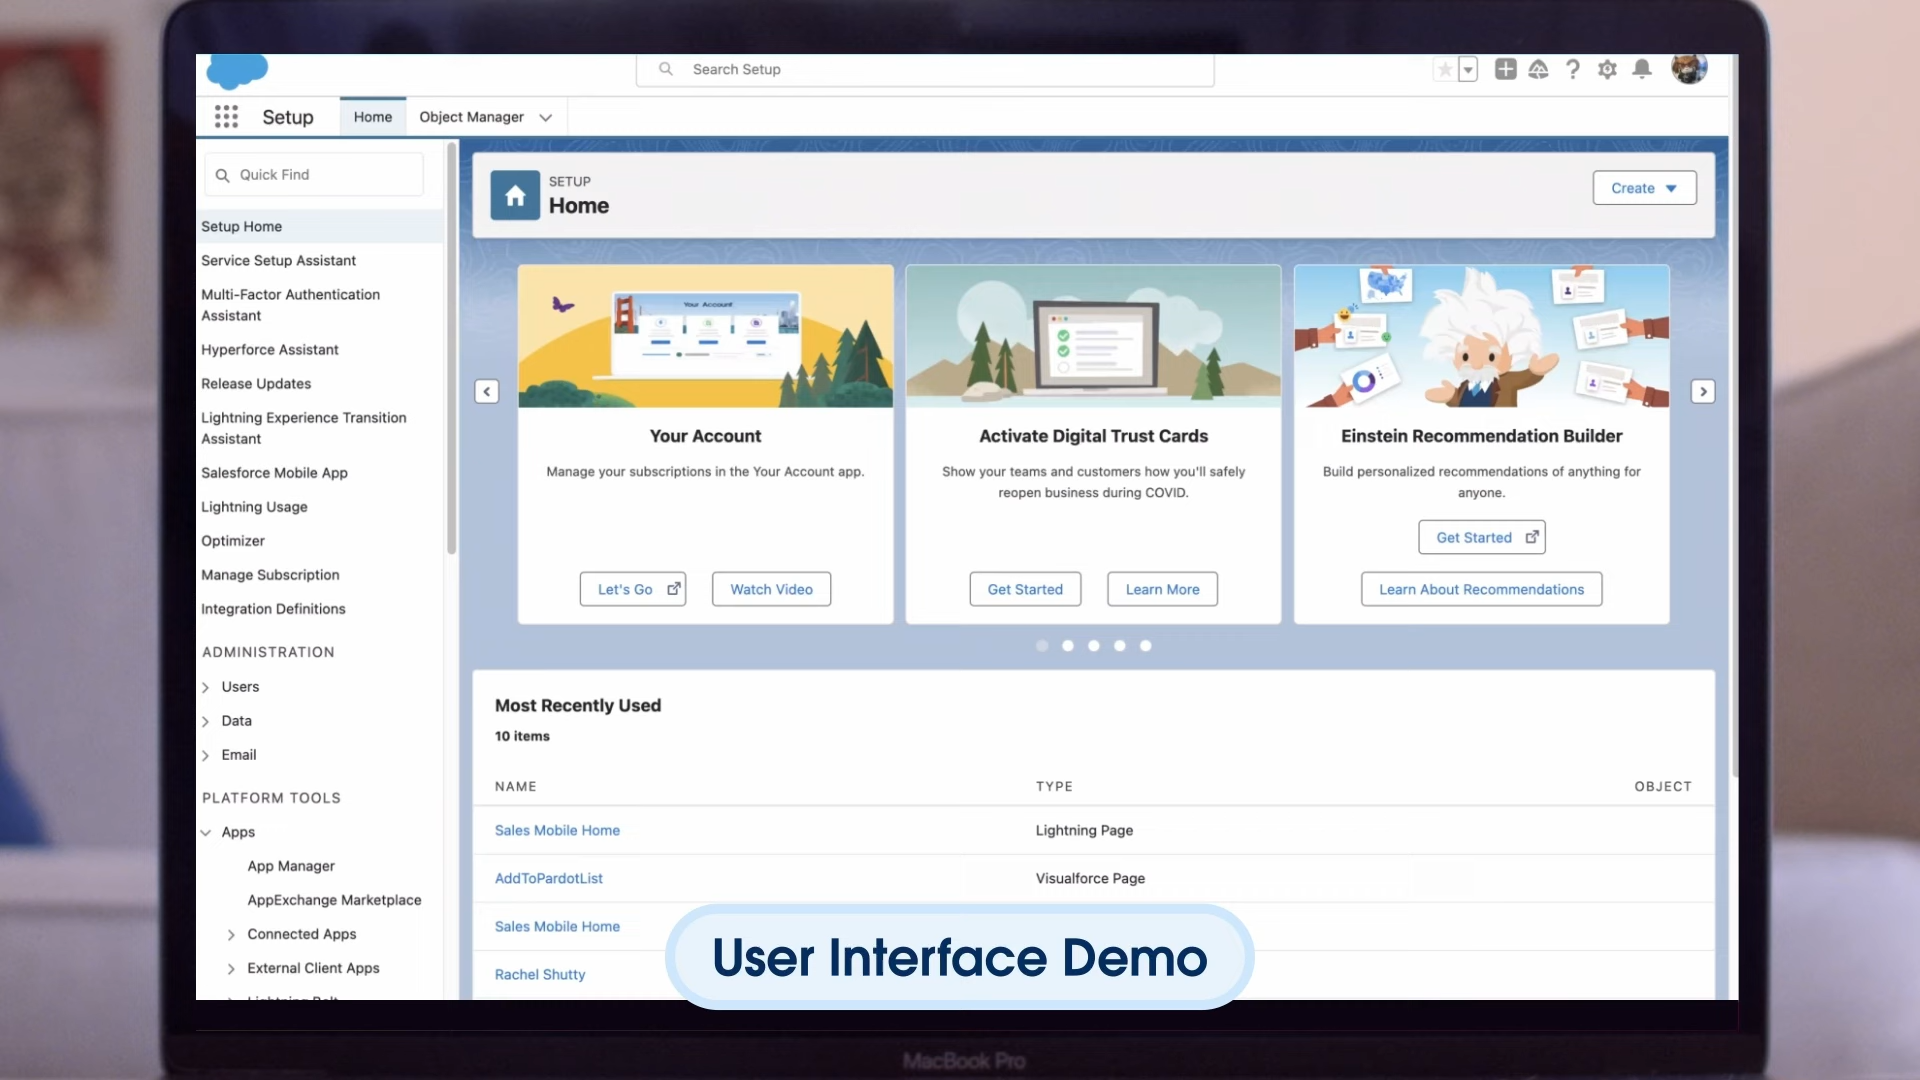 Search Setup
Setup
Home
Object Manager
Quick Find
Setup Home
Service Setup Assistant
Multi-Factor Authentication
Assistant
Hyperforce Assistant
Release Updates
Lightning Experience Transition
Assistant
Salesforce Mobile App
Lightning Usage
Optimizer
Manage Subscription
Integration Definitions
ADMINISTRATION
Users
Data
Email
PLATFORM TOOLS
Apps
App Manager
AppExchange Marketplace
Connected Apps
External Client Apps
SETUP
Home
Create
Your Account
Your Account
Manage your subscriptions in the Your Account app.
Let's Go
Watch Video
Activate Digital Trust Cards
Show your teams and customers how you'll safely
reopen business during COVID.
Get Started
Learn More
Einstein Recommendation Builder
Build personalized recommendations of anything for
anyone.
Get Started
Learn About Recommendations
Most Recently Used
10 items
NAME
TYPE
OBJECT
Sales Mobile Home
Lightning Page
AddToPardotList
Visualforce Page
Sales Mobile Home
Rachel Shutty
User Interface Demo
MacBook Pro